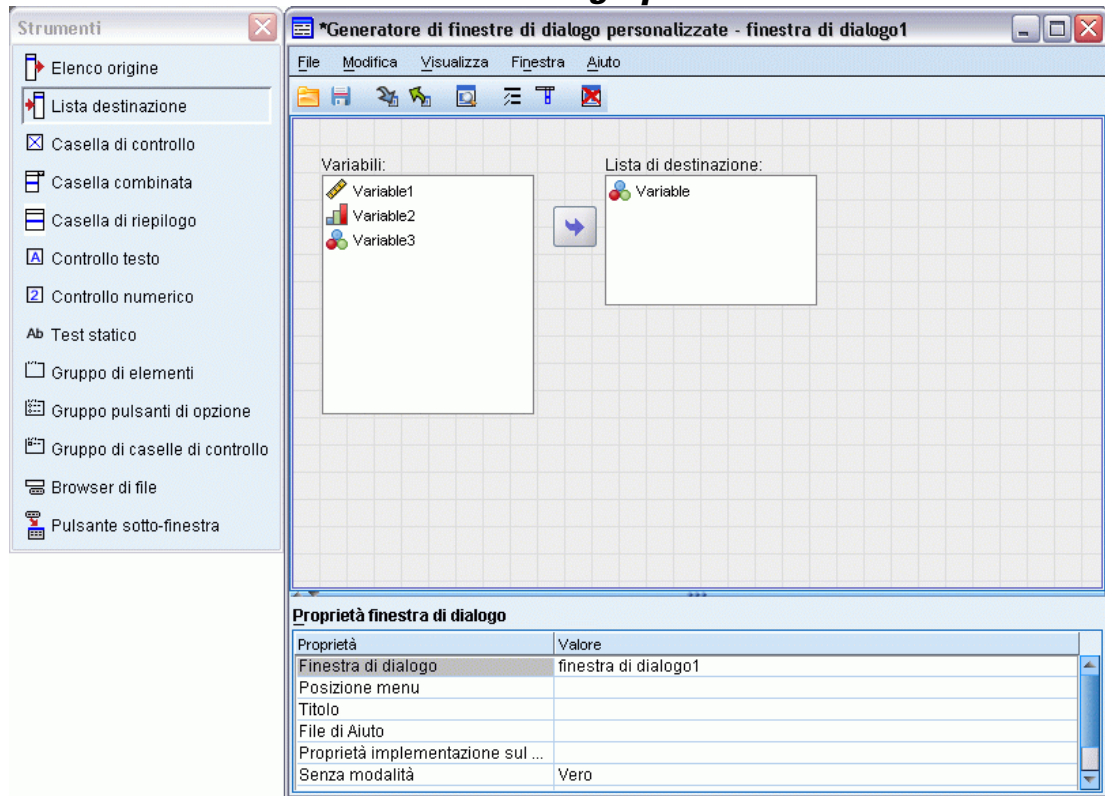 Strumenti
Elenco origine
Lista destinazione
Casella di controllo
Casella combinata
Casella di riepilogo
Controllo testo
Controllo numerico
Ab Test statico
Gruppo di elementi
Gruppo pulsanti di opzione
Gruppo di caselle di controllo
Browser di file
Pulsante sotto-finestra
*Generatore di finestre di dialogo personalizzate - finestra di dialogo1
File Modifica Visualizza Finestra Aiuto
Variabili:
Variable1
Variable2
Variable3
Lista di destinazione:
Variable
Proprietà finestra di dialogo
Proprietà Valore
Finestra di dialogo finestra di dialogo1
Posizione menu
Titolo
File di Aiuto
Proprietà implementazione sul ...
Senza modalità Vero